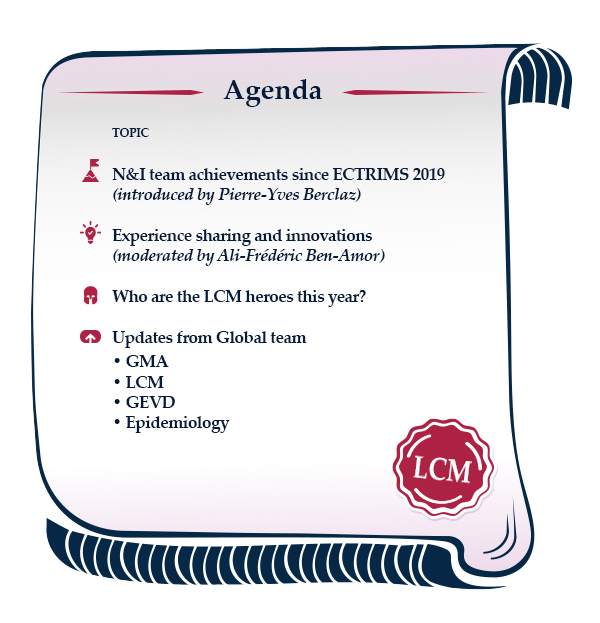 Agenda
TOPIC
N&I team achievements since ECTRIMS 2019
(introduced by Pierre-Yves Berclaz)
Experience sharing and innovations
(moderated by Ali-Frédéric Ben-Amor)
Who are the LCM heroes this year?
Updates from Global team
• GMA
• LCM
• GEVD
• Epidemiology
LCM